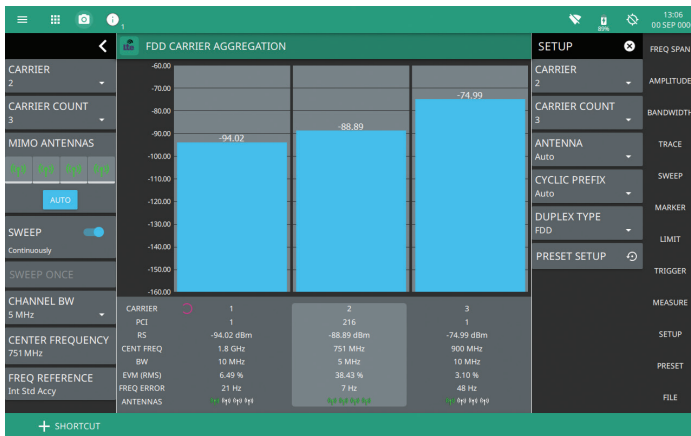 1
89%
13:06
00 SEP 000
FDD CARRIER AGGREGATION
CARRIER
2
CARRIER COUNT
3
MIMO ANTENNAS
AUTO
SWEEP
Continuously
SWEEP ONCE
CHANNEL BW
5 MHz
CENTER FREQUENCY
751 MHz
FREQ REFERENCE
Int Std Accy
-60.00
-70.00
-80.00
-90.00
-100.00
-110.00
-120.00
-130.00
-140.00
-150.00
-160.00
-94.02
-88.89
-74.99
CARRIER 1 2 3
PCI 1 216 1
RS -94.02 dBm -88.89 dBm -74.99 dBm
CENT FREQ 1.8 GHz 751 MHz 900 MHz
BW 10 MHz 5 MHz 10 MHz
EVM (RMS) 6.49 % 38.43 % 3.10 %
FREQ ERROR 21 Hz 7 Hz 48 Hz
ANTENNAS
SETUP
CARRIER
2
CARRIER COUNT
3
ANTENNA
Auto
CYCLIC PREFIX
Auto
DUPLEX TYPE
FDD
PRESET SETUP
FREQ SPAN
AMPLITUDE
BANDWIDTH
TRACE
SWEEP
MARKER
LIMIT
TRIGGER
MEASURE
SETUP
PRESET
FILE
+ SHORTCUT